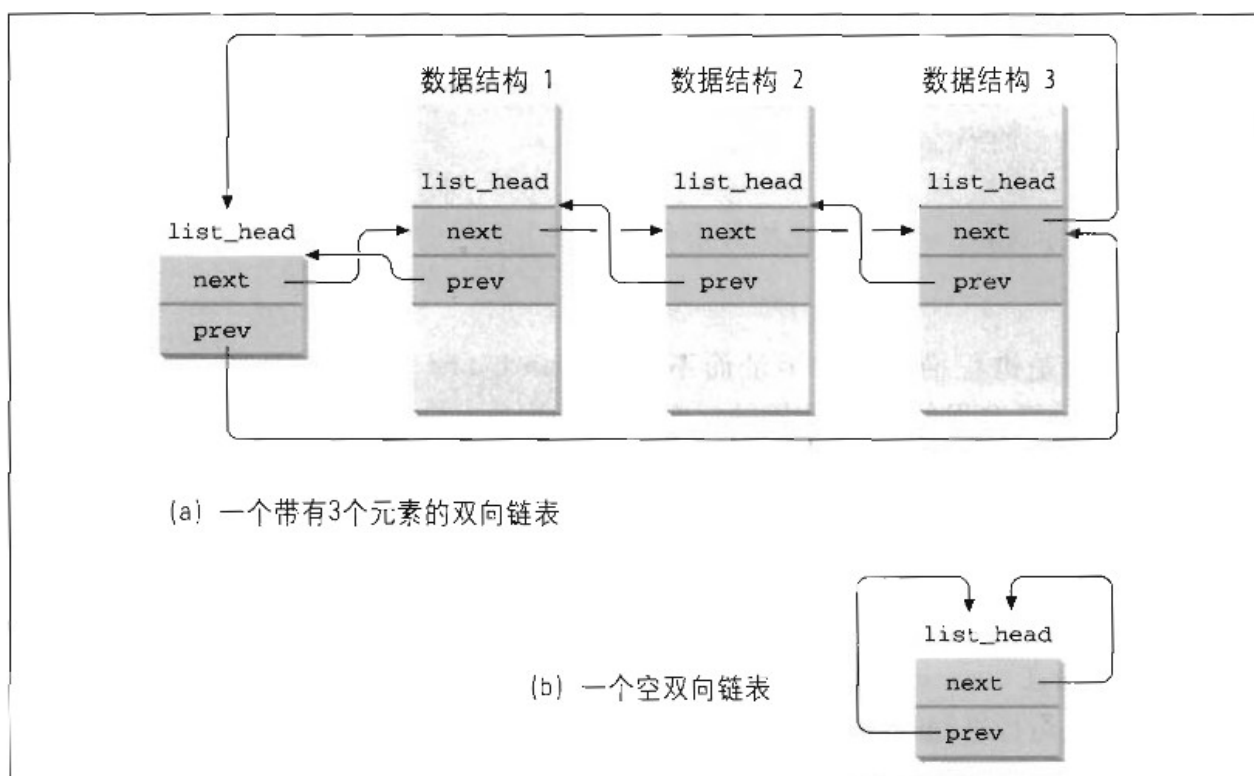 数据结构 1
数据结构 2
数据结构 3
list_head
list_head
list_head
list_head
next
next
next
next
prev
prev
prev
prev
(a) 一个带有3个元素的双向链表
list_head
(b) 一个空双向链表
next
prev